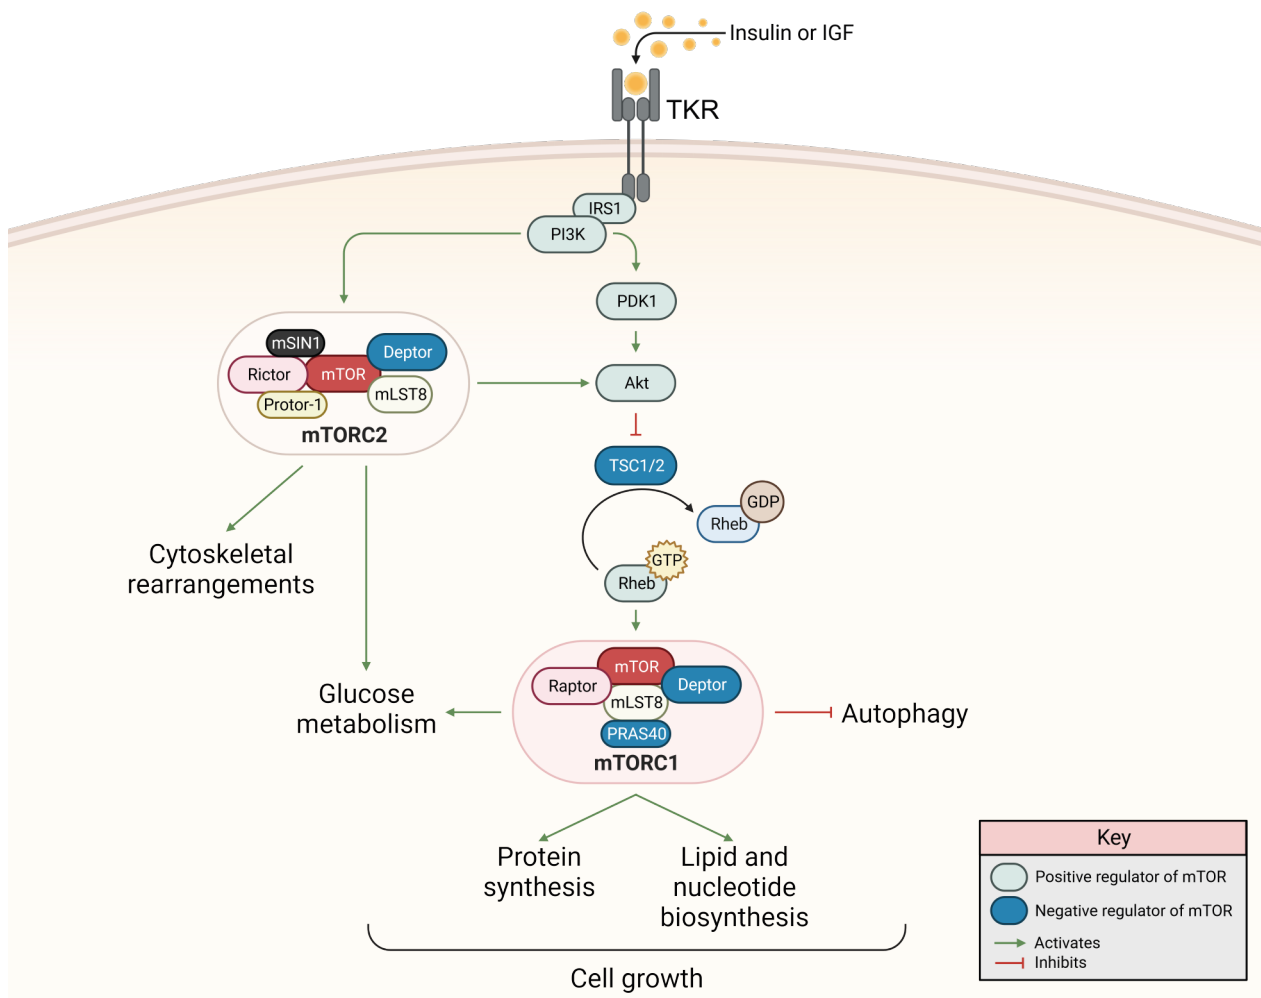 Insulin or IGF
TKR
IRS1
PI3K
PDK1
mSIN1
Deptor
Rictor
mTOR
mLST8
Protor-1
mTORC2
Akt
TSC1/2
GDP
Rheb
GTP
Rheb
Cytoskeletal
rearrangements
mTOR
Raptor
Deptor
mLST8
PRAS40
mTORC1
Glucose
metabolism
Autophagy
Protein
synthesis
Lipid and
nucleotide
biosynthesis
Cell growth
Key
Positive regulator of mTOR
Negative regulator of mTOR
Activates
Inhibits